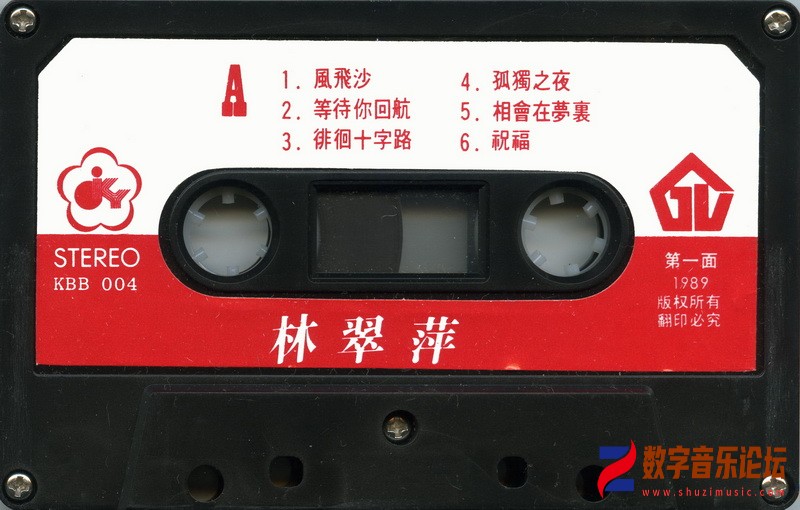 A
1. 風飛沙
2. 等待你回航
3. 徘徊十字路
4. 孤獨之夜
5. 相會在夢裏
6. 祝福
STEREO
KBB 004
第一面
1989
版权所有
翻印必究
林翠萍
数字音乐论坛
www.shuzimusic.com